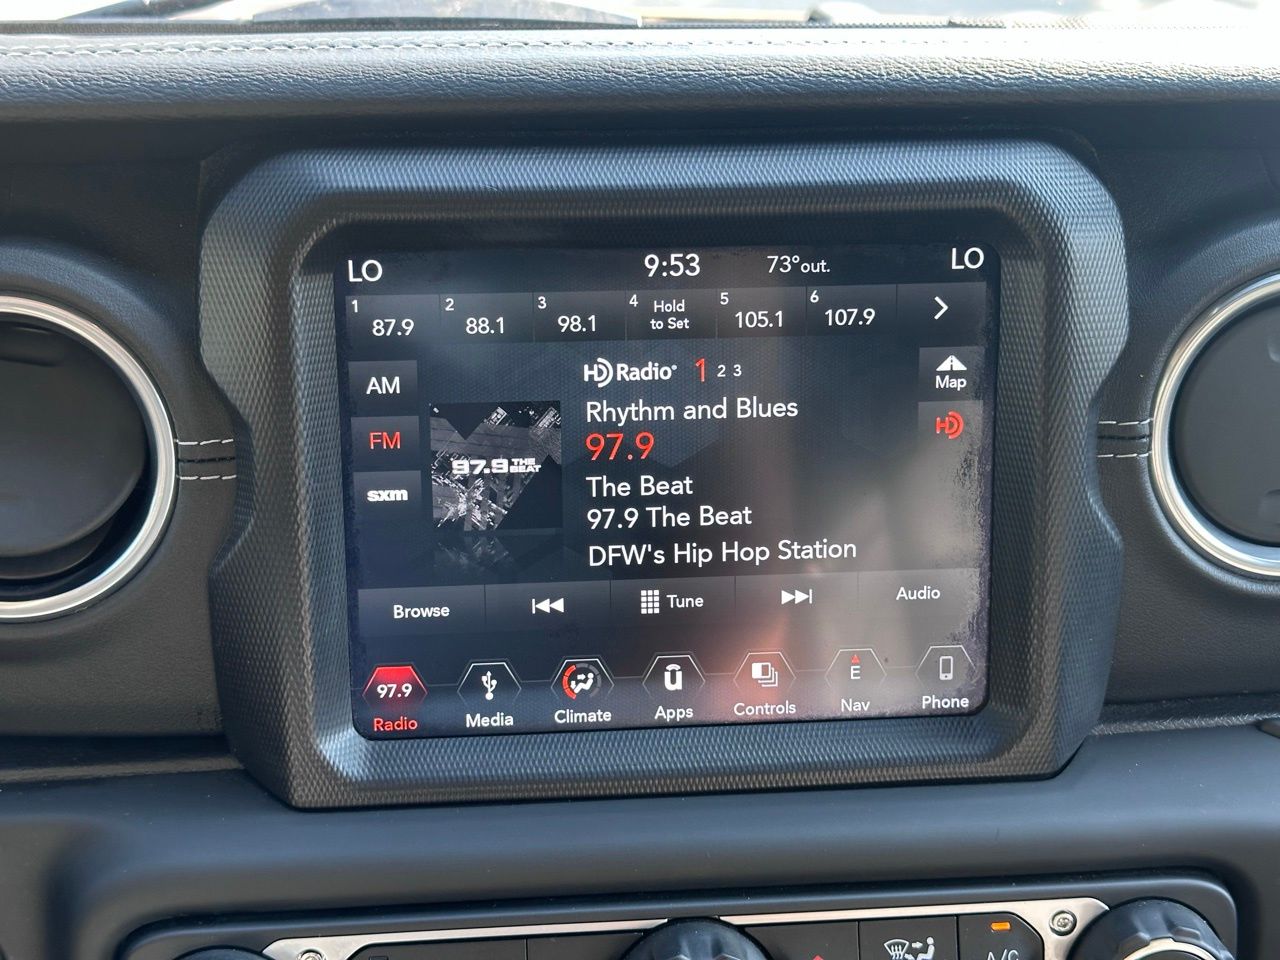 LO 9:53 73°out. LO
1 87.9 2 88.1 3 98.1 4 Hold to Set 5 105.1 6 107.9
AM
HD Radio® 1 2 3
Map
Rhythm and Blues
FM
97.9
HD
97.9 THE BEAT
sxm
The Beat
97.9 The Beat
DFW's Hip Hop Station
Browse Tune Audio
97.9 E
Radio Media Climate Apps Controls Nav Phone
A/C